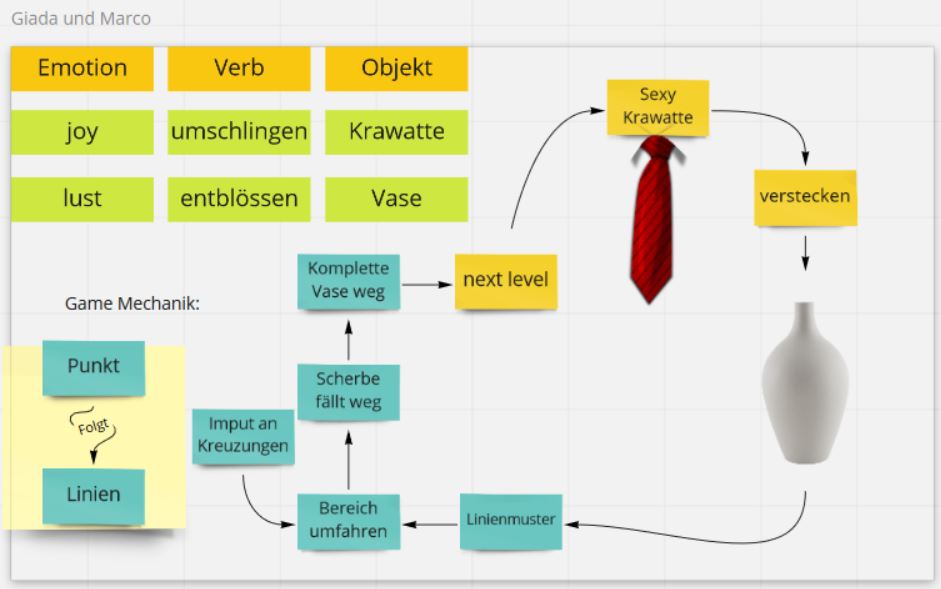 Giada und Marco
Emotion
Verb
Objekt
joy
umschlingen
Krawatte
lust
entblössen
Vase
Sexy
Krawatte
verstecken
Komplette
Vase weg
next level
Game Mechanik:
Punkt
Folgt
Linien
Scherbe
fällt weg
Imput an
Kreuzungen
Bereich
umfahren
Linienmuster